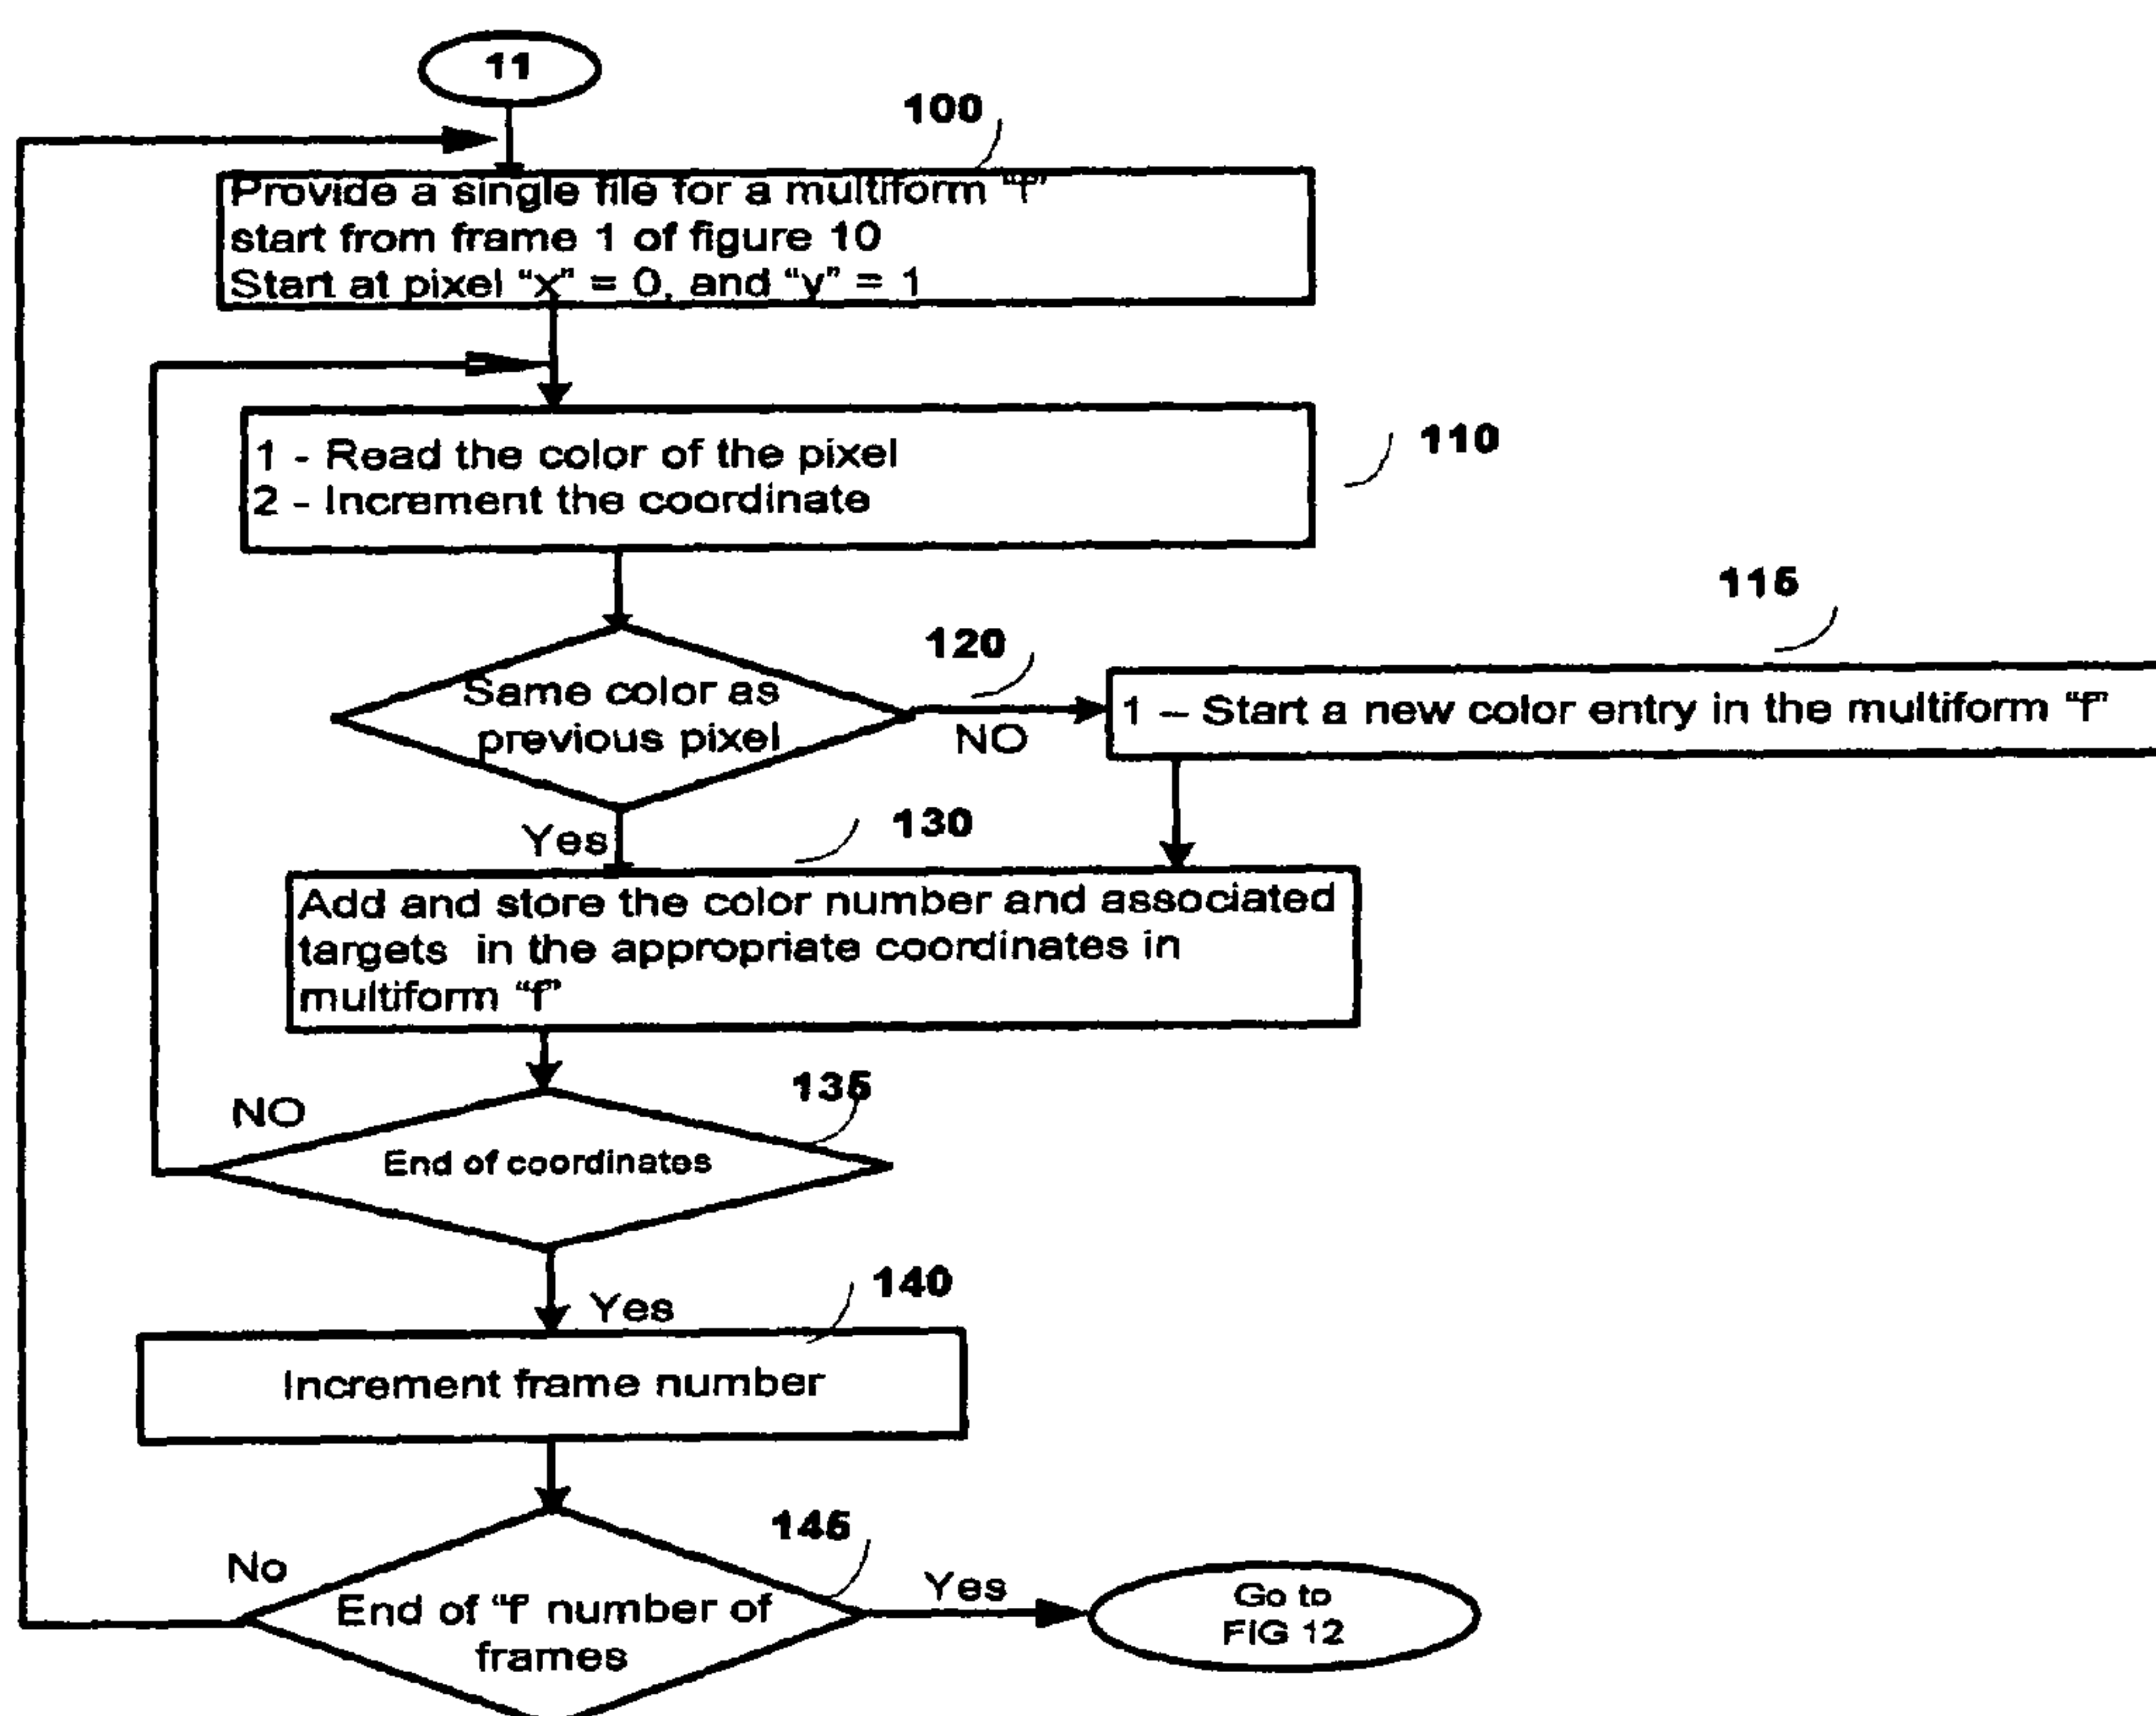 11
100
Provide a single file for a multiform "f"
start from frame 1 of figure 10
Start at pixel "x" = 0, and "y" = 1
1 - Read the color of the pixel
2 - Increment the coordinate
110
115
120
Same color as
previous pixel
NO
1 – Start a new color entry in the multiform "f"
Yes
130
Add and store the color number and associated
targets in the appropriate coordinates in
multiform "f"
135
NO
End of coordinates
Yes
140
Increment frame number
145
No
End of "f" number of
frames
Yes
Go to
FIG 12